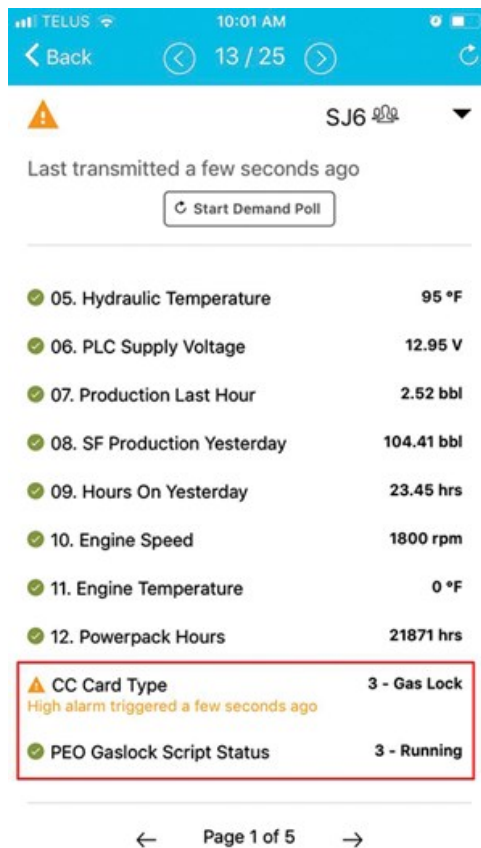 TELUS 10:01 AM
Back 13 / 25
SJ6
Last transmitted a few seconds ago
Start Demand Poll
05. Hydraulic Temperature 95 °F
06. PLC Supply Voltage 12.95 V
07. Production Last Hour 2.52 bbl
08. SF Production Yesterday 104.41 bbl
09. Hours On Yesterday 23.45 hrs
10. Engine Speed 1800 rpm
11. Engine Temperature 0 °F
12. Powerpack Hours 21871 hrs
CC Card Type 3 - Gas Lock
High alarm triggered a few seconds ago
PEO Gaslock Script Status 3 - Running
Page 1 of 5